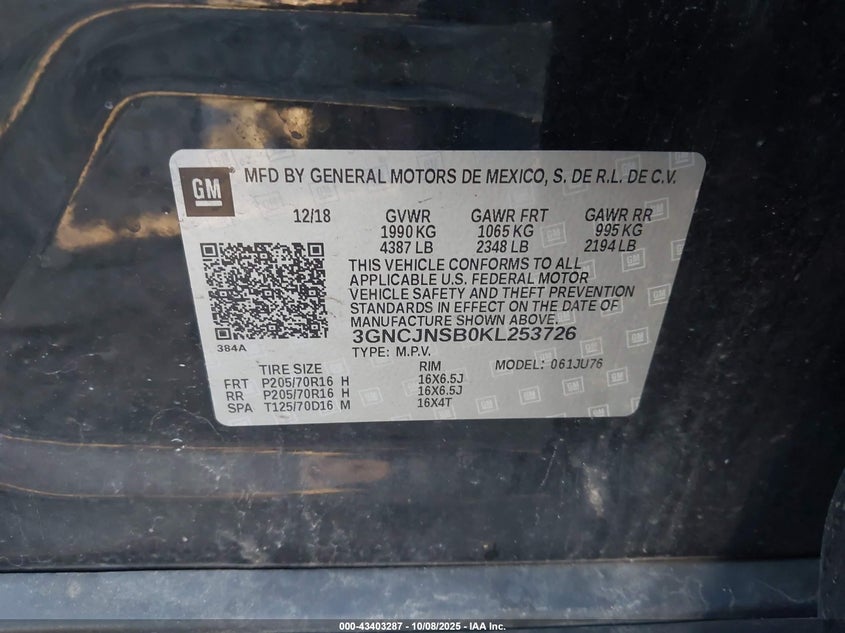 GM
MFD BY GENERAL MOTORS DE MEXICO, S. DE R.L. DE C.V.
12/18 GVWR GAWR FRT GAWR RR
1990 KG 1065 KG 995 KG
4387 LB 2348 LB 2194 LB
THIS VEHICLE CONFORMS TO ALL
APPLICABLE U.S. FEDERAL MOTOR
VEHICLE SAFETY AND THEFT PREVENTION
STANDARDS IN EFFECT ON THE DATE OF
MANUFACTURE SHOWN ABOVE.
384A
3GNCJNSB0KL253726
TYPE: M.P.V. MODEL: 061JU76
TIRE SIZE RIM
FRT P205/70R16 H 16X6.5J
RR P205/70R16 H 16X6.5J
SPA T125/70D16 M 16X4T
000-43403287 - 10/08/2025 - IAA Inc.